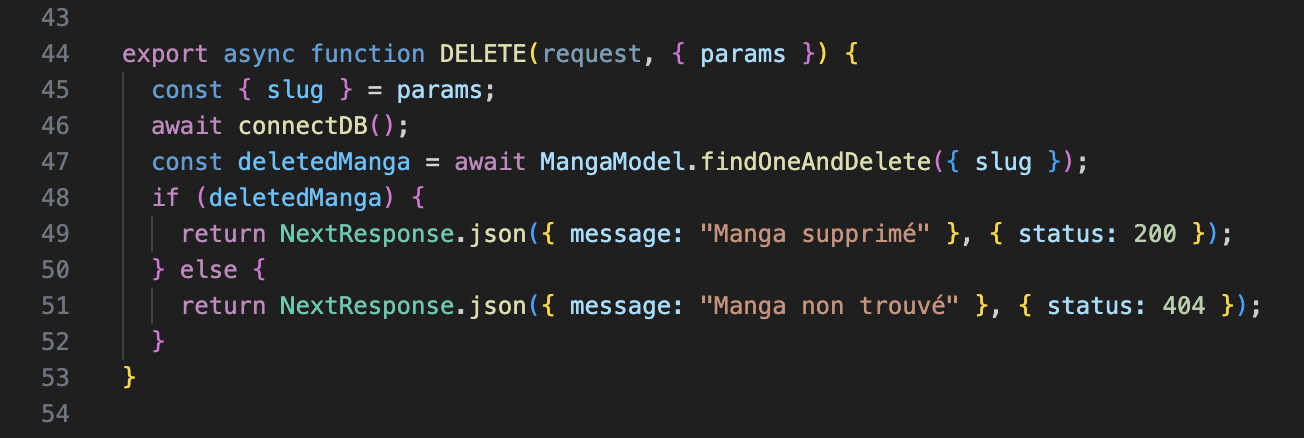 43
44 export async function DELETE(request, { params }) {
45 const { slug } = params;
46 await connectDB();
47 const deletedManga = await MangaModel.findOneAndDelete({ slug });
48 if (deletedManga) {
49 return NextResponse.json({ message: "Manga supprimé" }, { status: 200 });
50 } else {
51 return NextResponse.json({ message: "Manga non trouvé" }, { status: 404 });
52 }
53 }
54